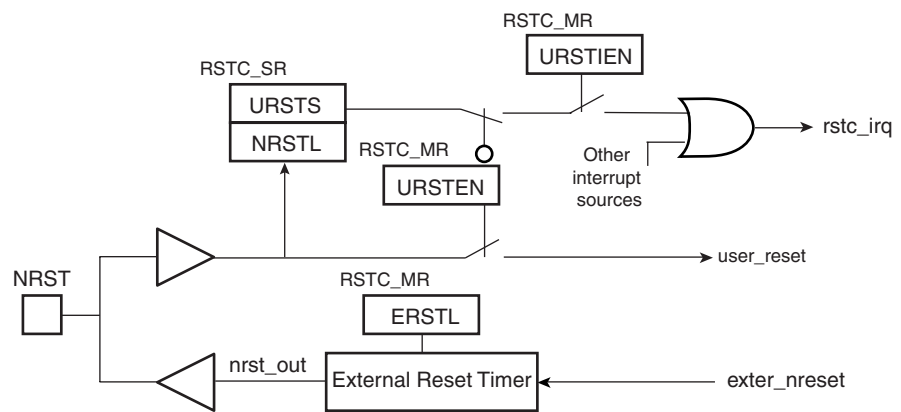 RSTC_MR
URSTIEN
RSTC_SR
URSTS
NRSTL
rstc_irq
RSTC_MR
URSTEN
Other
interrupt
sources
user_reset
NRST
RSTC_MR
ERSTL
nrst_out
External Reset Timer
exter_nreset